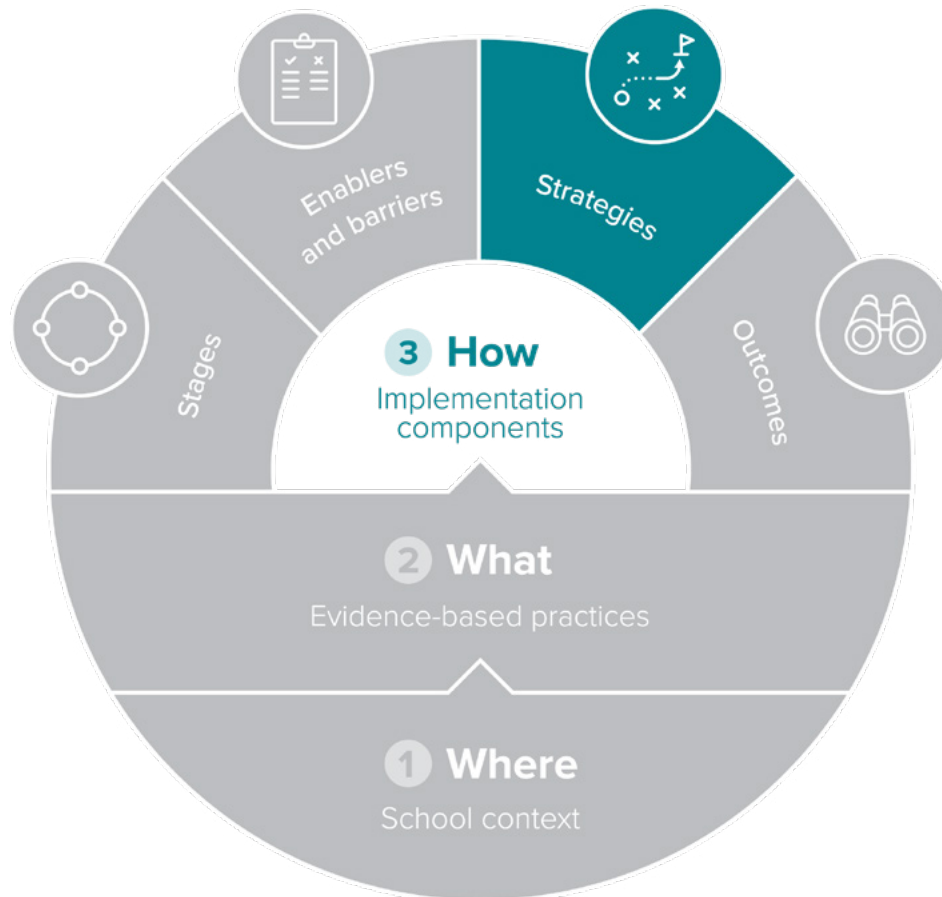 Enablers
and barriers
Strategies
Stages
Outcomes
3 How
Implementation
components
2 What
Evidence-based practices
1 Where
School context